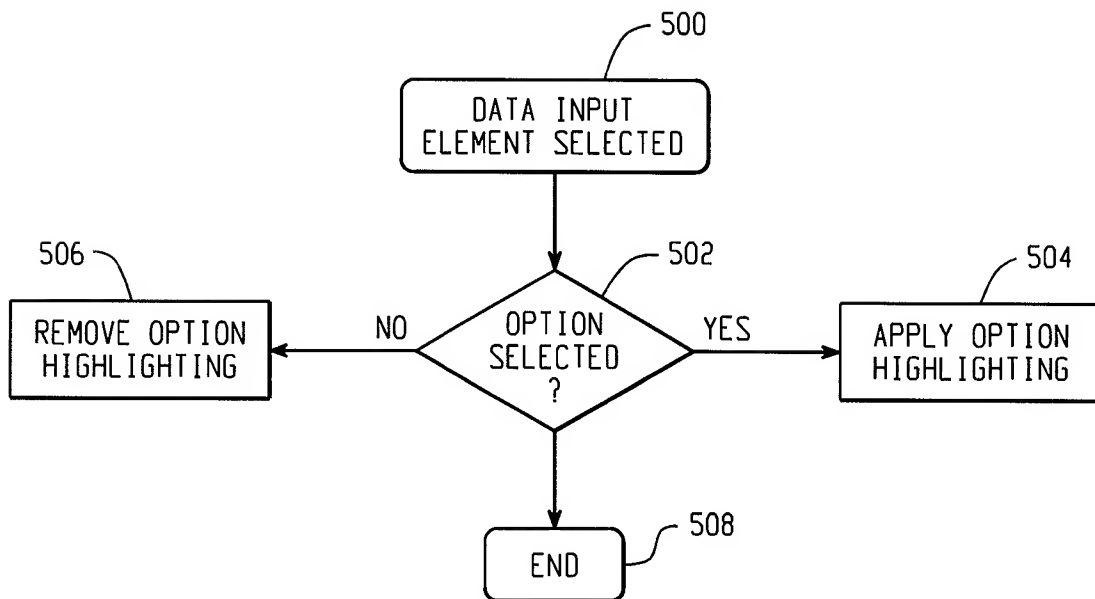 500
DATA INPUT
ELEMENT SELECTED
506
502
504
REMOVE OPTION
HIGHLIGHTING
NO
OPTION
SELECTED
?
YES
APPLY OPTION
HIGHLIGHTING
508
END